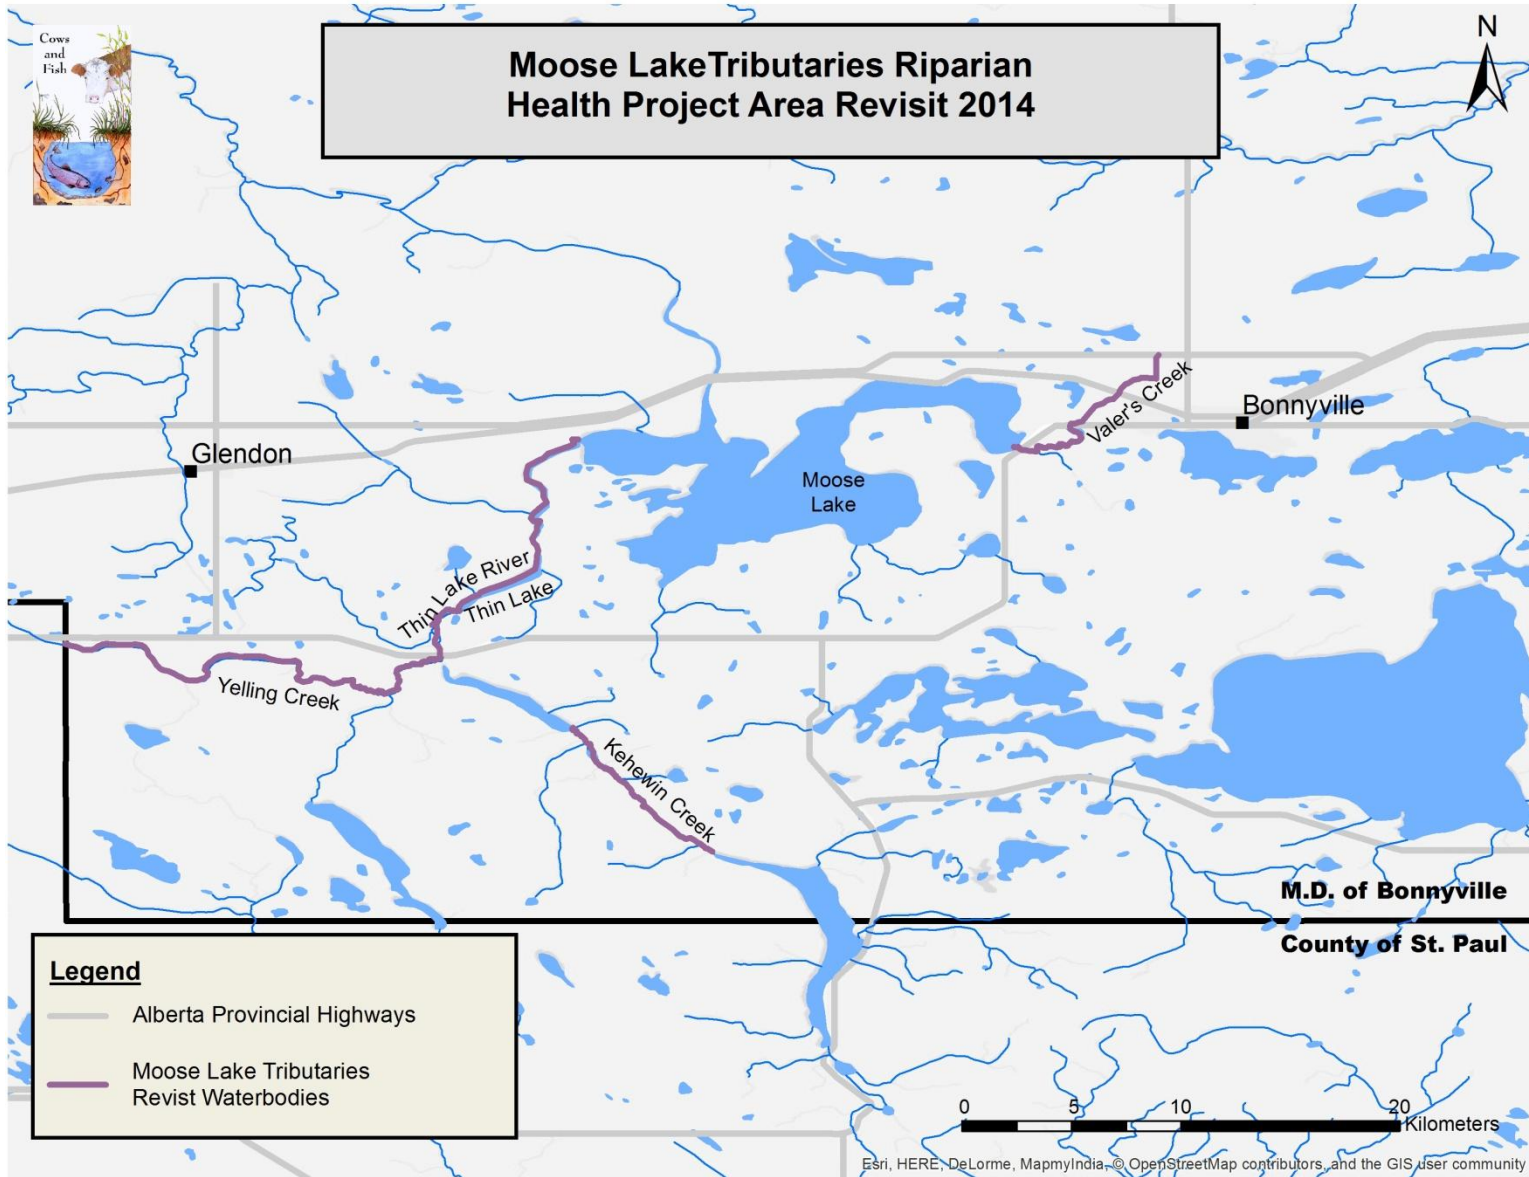 Cows
and
Fish
Moose LakeTributaries Riparian
Health Project Area Revisit 2014
N
Glendon
Bonnyville
Valer's Creek
Moose
Lake
Thin Lake River
Thin Lake
Yelling Creek
Kehewin Creek
M.D. of Bonnyville
County of St. Paul
Legend
Alberta Provincial Highways
Moose Lake Tributaries
Revist Waterbodies
0 5 10 20
Kilometers
Esri, HERE, DeLorme, MapmyIndia, © OpenStreetMap contributors, and the GIS user community